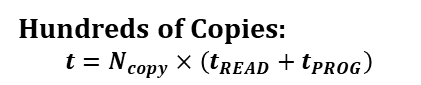 Hundreds of Copies:
t = N_copy × (t_READ + t_PROG)